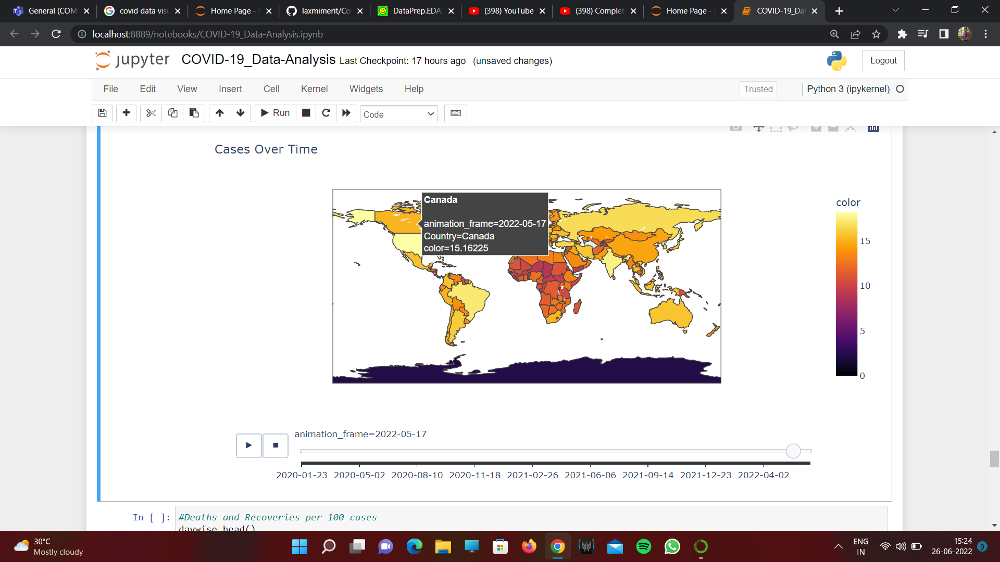 General (COM
covid data visu
Home Page - S
laxmimerit/Co
DataPrep.EDA:
(398) YouTube
(398) Complet
Home Page -
COVID-19_Dat
localhost:8889/notebooks/COVID-19_Data-Analysis.ipynb
jupyter COVID-19_Data-Analysis Last Checkpoint: 17 hours ago (unsaved changes)
Logout
File Edit View Insert Cell Kernel Widgets Help
Trusted
Python 3 (ipykernel)
Run
Code
Cases Over Time
Canada
animation_frame=2022-05-17
Country=Canada
color=15.16225
color
15
10
5
0
animation_frame=2022-05-17
2020-01-23 2020-05-02 2020-08-10 2020-11-18 2021-02-26 2021-06-06 2021-09-14 2021-12-23 2022-04-02
In [ ]: #Deaths and Recoveries per 100 cases
daywise.head()
30°C
Mostly cloudy
ENG
IN
15:24
26-06-2022
9